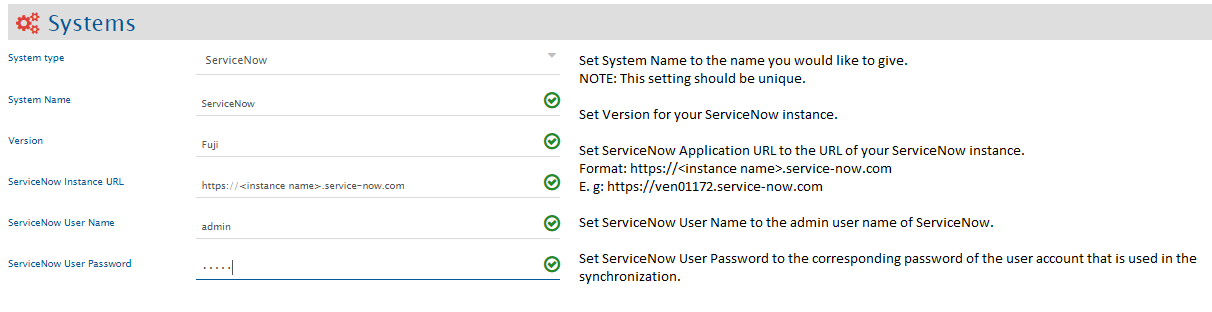 Systems
System type
ServiceNow
Set System Name to the name you would like to give.
NOTE: This setting should be unique.
System Name
ServiceNow
Set Version for your ServiceNow instance.
Version
Fuji
Set ServiceNow Application URL to the URL of your ServiceNow instance.
Format: https://<instance name>.service-now.com
E. g: https://ven01172.service-now.com
ServiceNow Instance URL
https://<instance name>.service-now.com
ServiceNow User Name
admin
Set ServiceNow User Name to the admin user name of ServiceNow.
ServiceNow User Password
·····
Set ServiceNow User Password to the corresponding password of the user account that is used in the
synchronization.